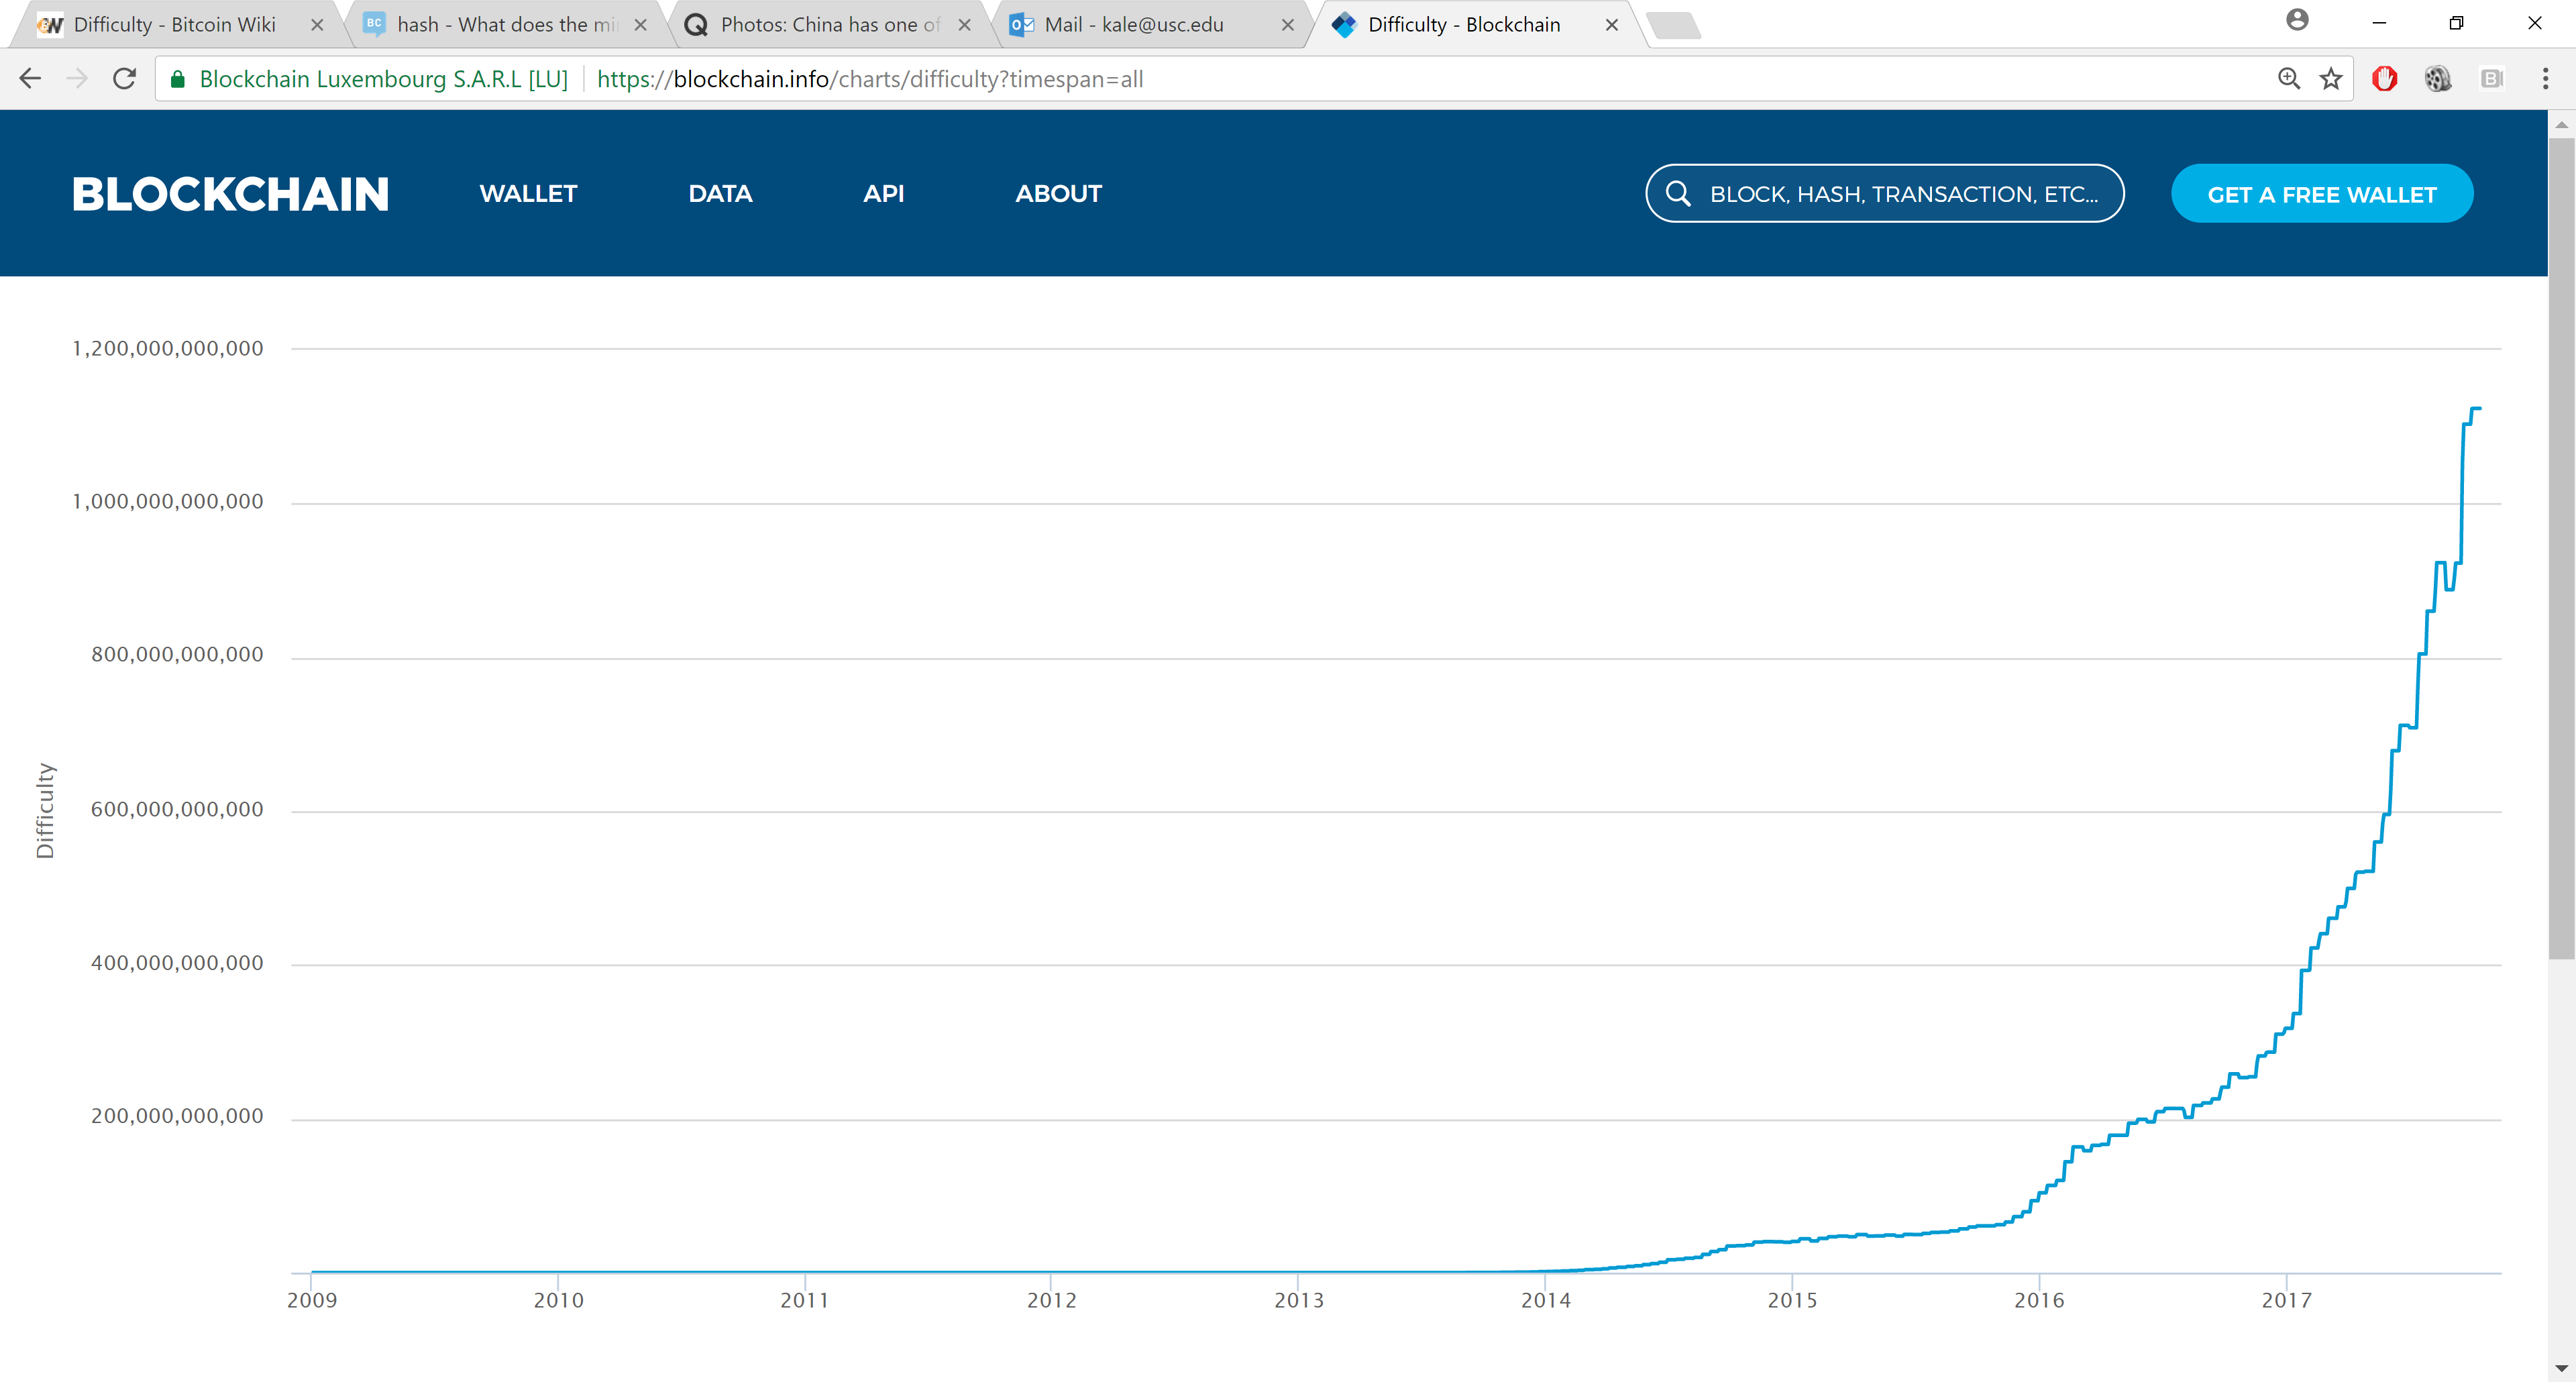 Difficulty - Bitcoin Wiki
hash - What does the mi
Photos: China has one of
Mail - kale@usc.edu
Difficulty - Blockchain
Blockchain Luxembourg S.A.R.L [LU]
https://blockchain.info/charts/difficulty?timespan=all
BLOCKCHAIN
WALLET
DATA
API
ABOUT
BLOCK, HASH, TRANSACTION, ETC...
GET A FREE WALLET
Difficulty
1,200,000,000,000
1,000,000,000,000
800,000,000,000
600,000,000,000
400,000,000,000
200,000,000,000
2009
2010
2011
2012
2013
2014
2015
2016
2017